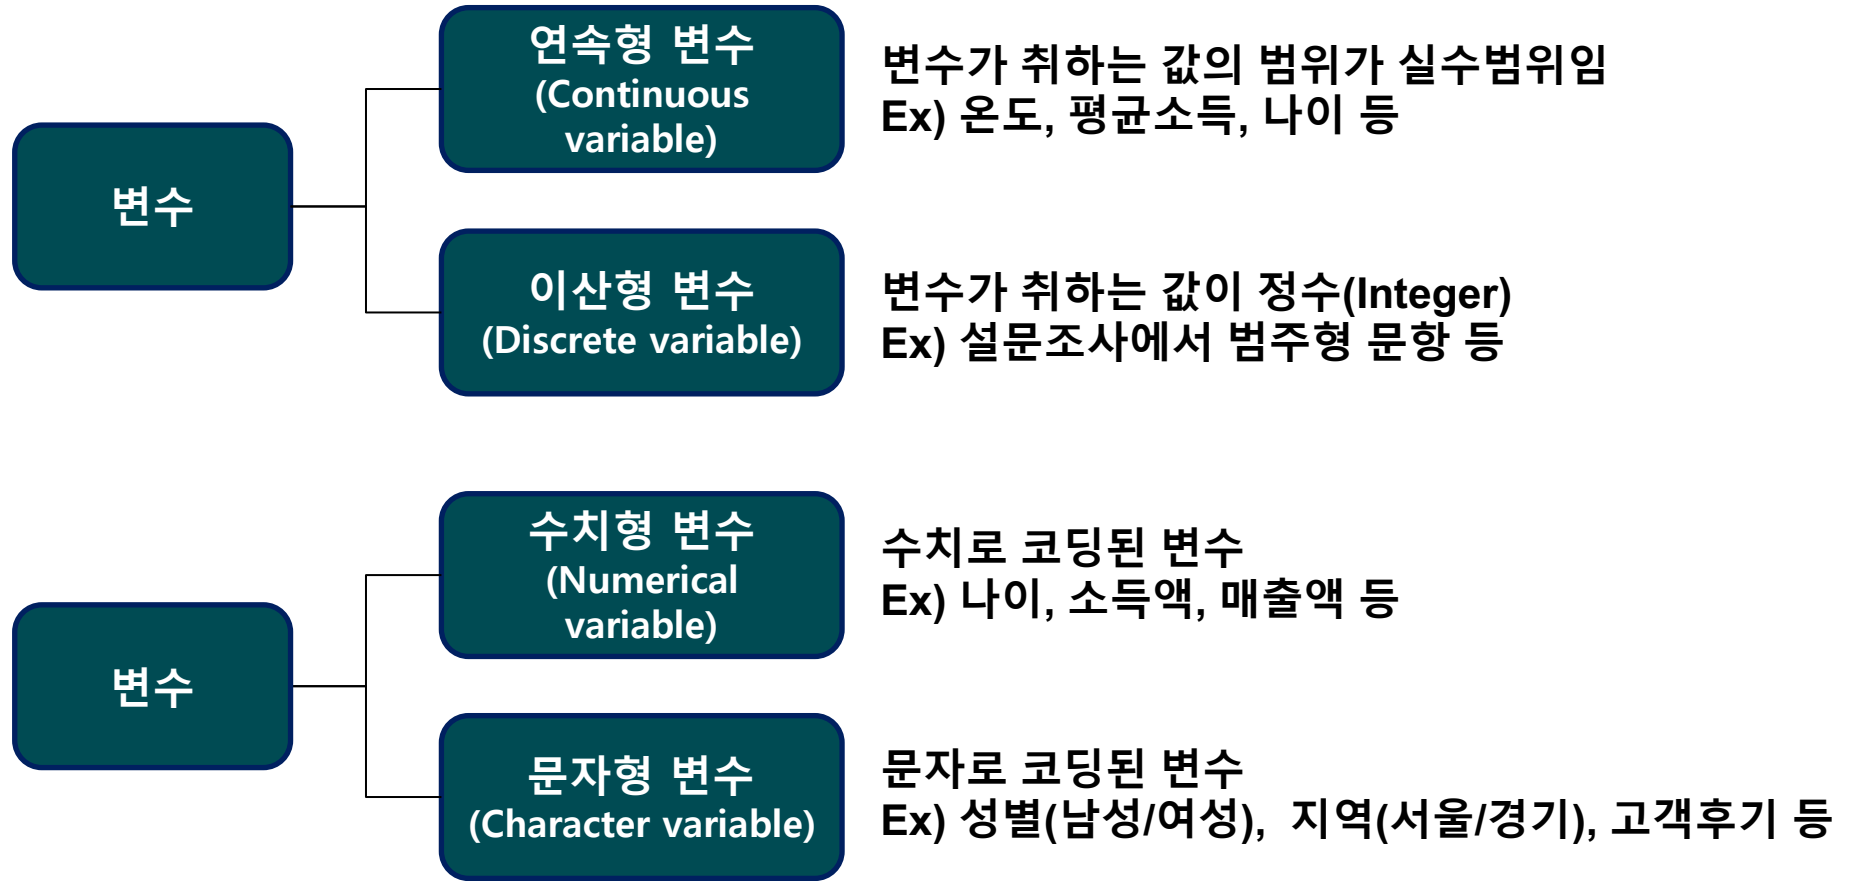 변수
연속형 변수
(Continuous
variable)
변수가 취하는 값의 범위가 실수범위임
Ex) 온도, 평균소득, 나이 등
이산형 변수
(Discrete variable)
변수가 취하는 값이 정수(Integer)
Ex) 설문조사에서 범주형 문항 등
변수
수치형 변수
(Numerical
variable)
수치로 코딩된 변수
Ex) 나이, 소득액, 매출액 등
문자형 변수
(Character variable)
문자로 코딩된 변수
Ex) 성별(남성/여성), 지역(서울/경기), 고객후기 등